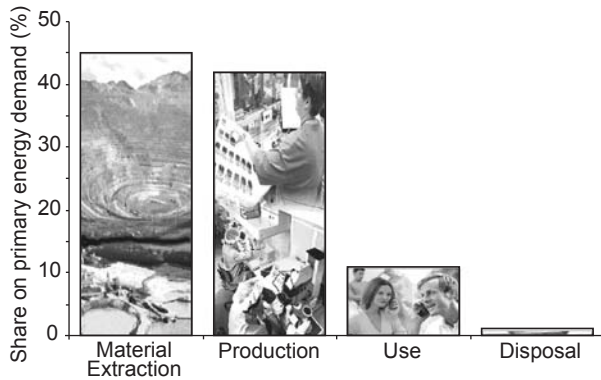 Share on primary energy demand (%)
50
40
30
20
10
0
Material
Extraction
Production
Use
Disposal